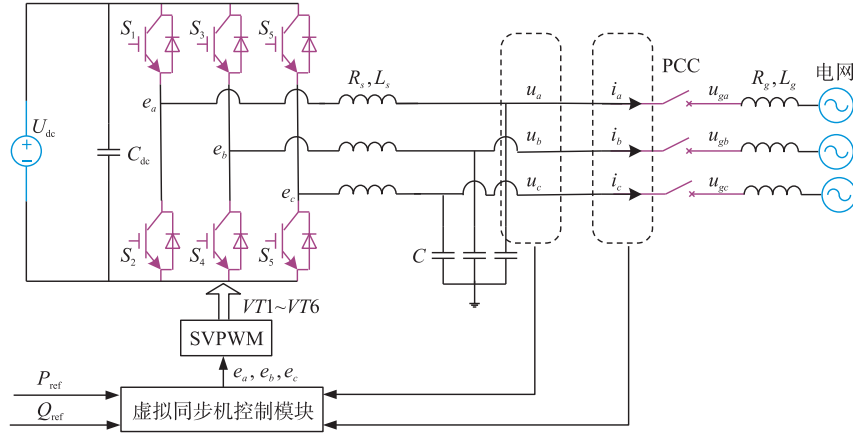 S1 S3 S5
Rs, Ls
PCC
Rg, Lg
电网
ea
ua
ia
uga
Udc
Cdc
eb
ub
ib
ugb
ec
uc
ic
ugc
S2 S4 S5
C
VT1~VT6
SVPWM
ea, eb, ec
Pref
Qref
虚拟同步机控制模块